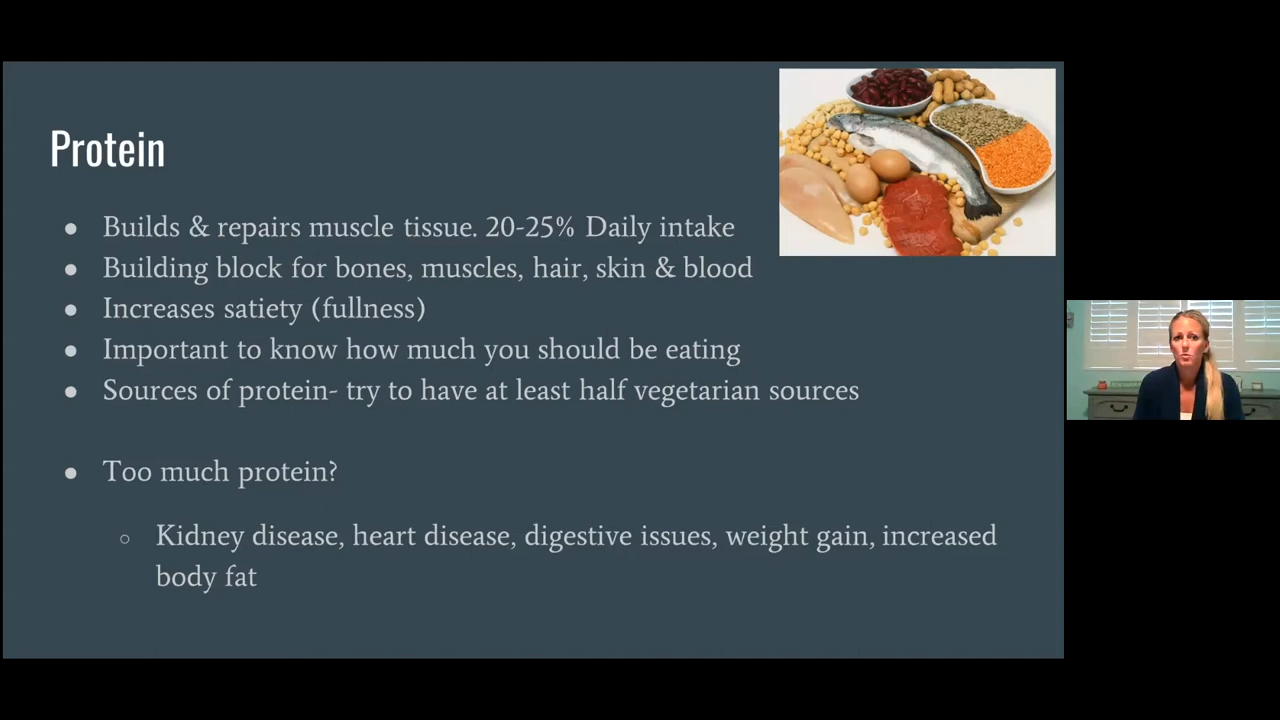 Protein
Builds & repairs muscle tissue. 20-25% Daily intake
Building block for bones, muscles, hair, skin & blood
Increases satiety (fullness)
Important to know how much you should be eating
Sources of protein- try to have at least half vegetarian sources
Too much protein?
Kidney disease, heart disease, digestive issues, weight gain, increased
body fat